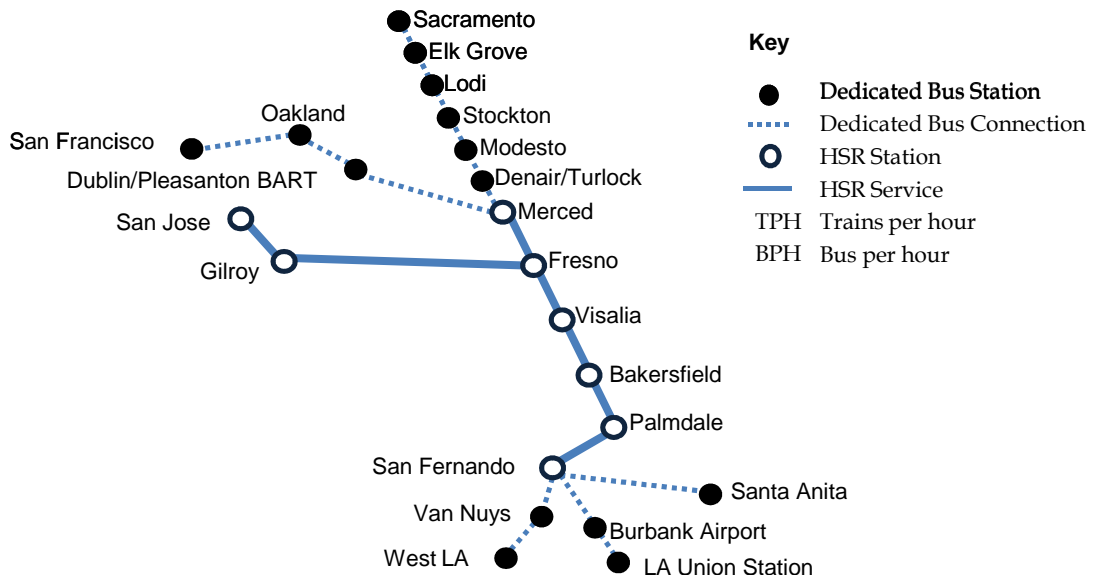 Sacramento
Elk Grove
Lodi
Stockton
Oakland
San Francisco
Modesto
Dublin/Pleasanton BART
Denair/Turlock
San Jose
Merced
Gilroy
Fresno
Visalia
Bakersfield
Palmdale
San Fernando
Santa Anita
Van Nuys
Burbank Airport
West LA
LA Union Station
Key
Dedicated Bus Station
Dedicated Bus Connection
HSR Station
HSR Service
TPH Trains per hour
BPH Bus per hour